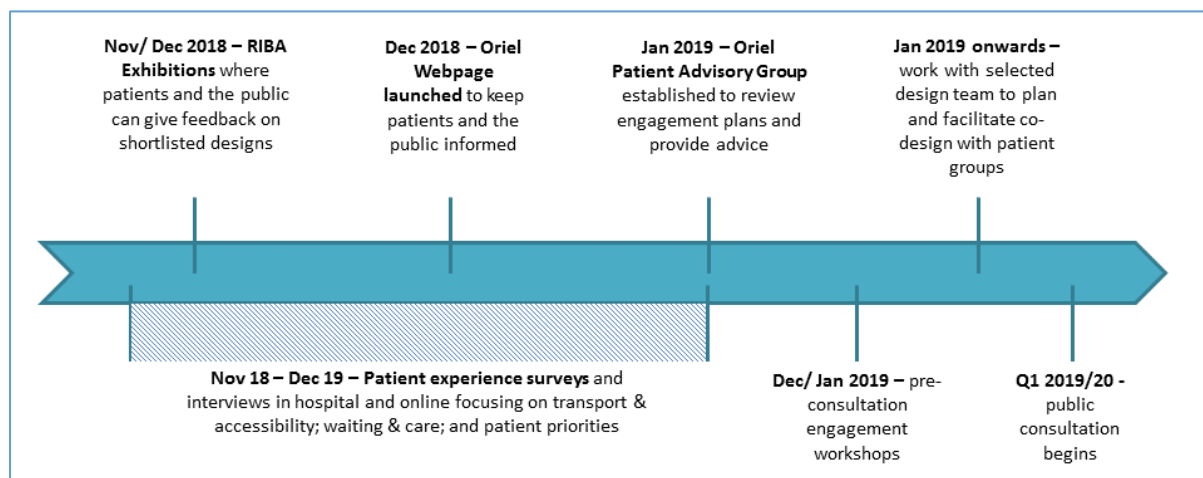 Nov/ Dec 2018 – RIBA
Exhibitions where
patients and the public
can give feedback on
shortlisted designs
Dec 2018 – Oriel
Webpage
launched to keep
patients and the
public informed
Jan 2019 – Oriel
Patient Advisory Group
established to review
engagement plans and
provide advice
Jan 2019 onwards –
work with selected
design team to plan
and facilitate co-
design with patient
groups
Nov 18 – Dec 19 – Patient experience surveys and
interviews in hospital and online focusing on transport &
accessibility; waiting & care; and patient priorities
Dec/ Jan 2019 – pre-
consultation
engagement
workshops
Q1 2019/20 -
public
consultation
begins